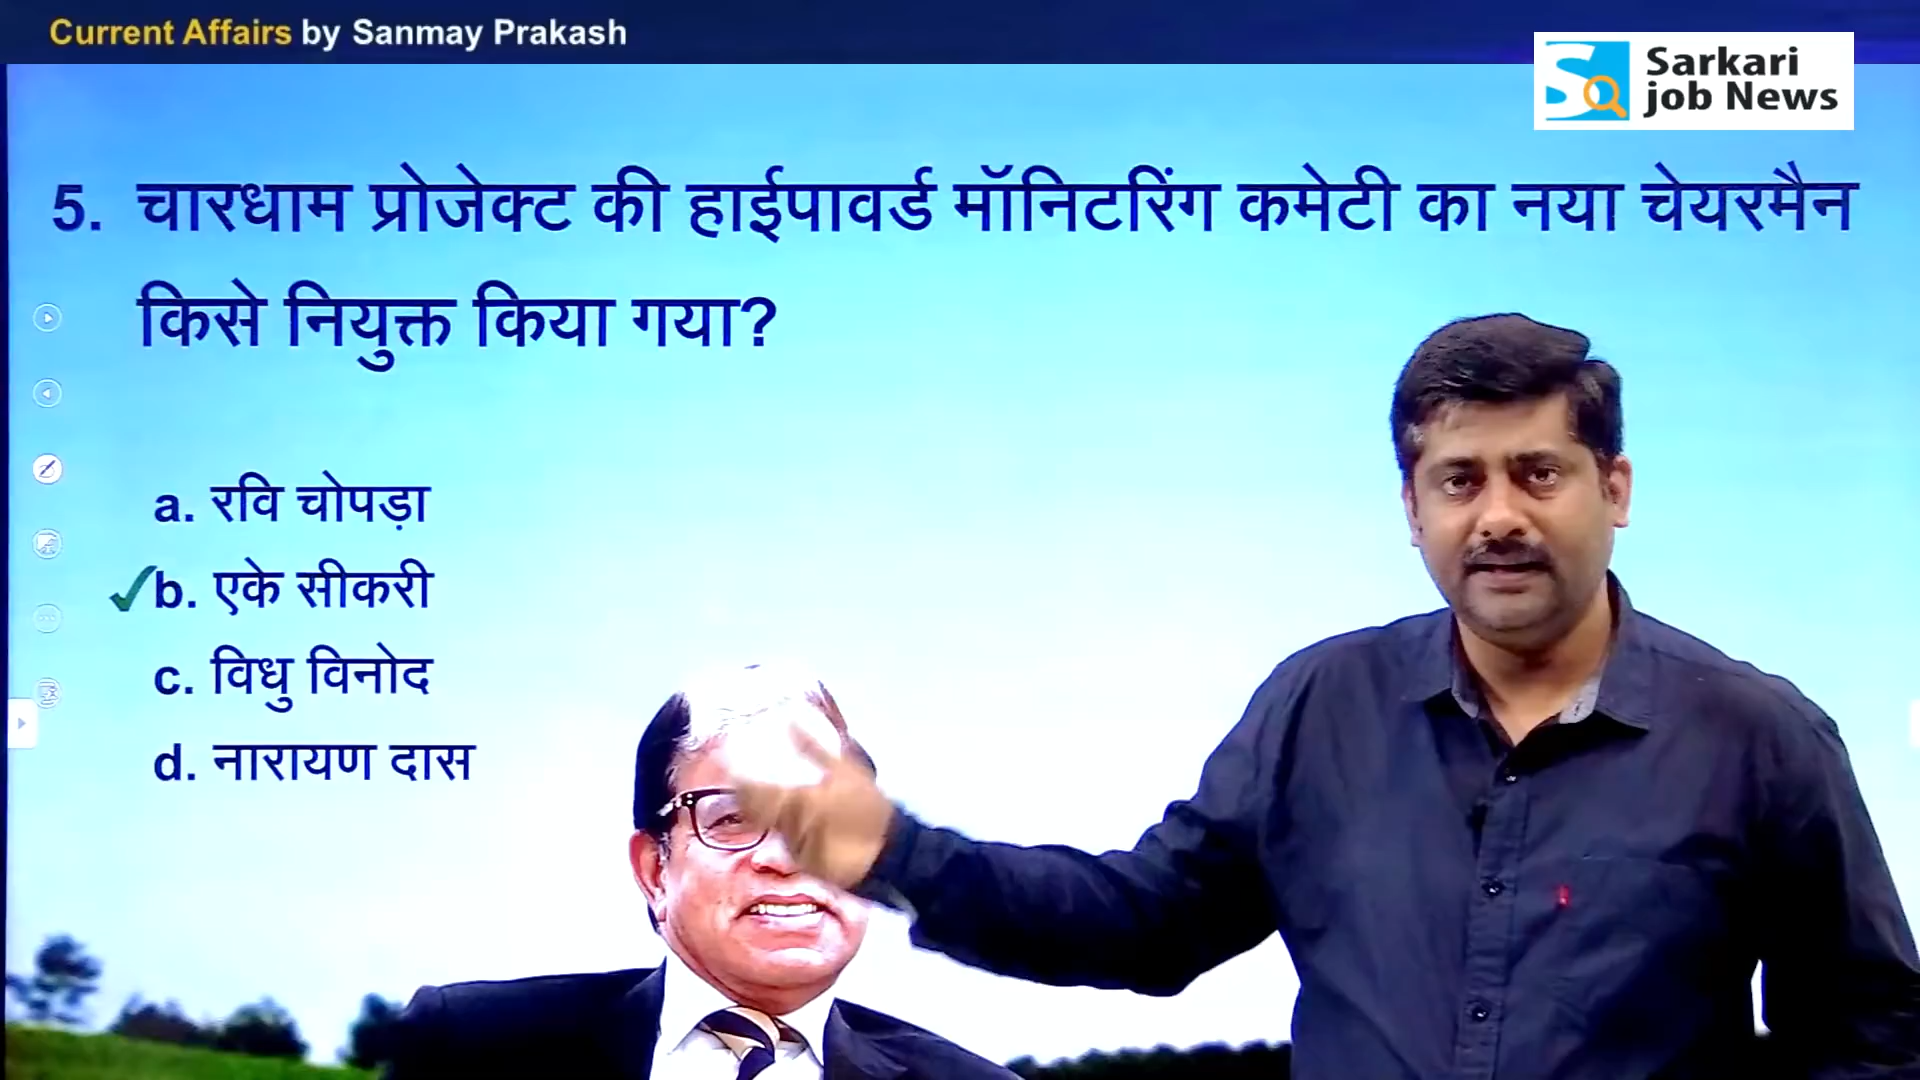 Current Affairs by Sanmay Prakash
Sarkari
job News
5. चारधाम प्रोजेक्ट की हाईपावर्ड मॉनिटरिंग कमेटी का नया चेयरमैन
किसे नियुक्त किया गया?
a. रवि चोपड़ा
b. एके सीकरी
c. विधु विनोद
d. नारायण दास